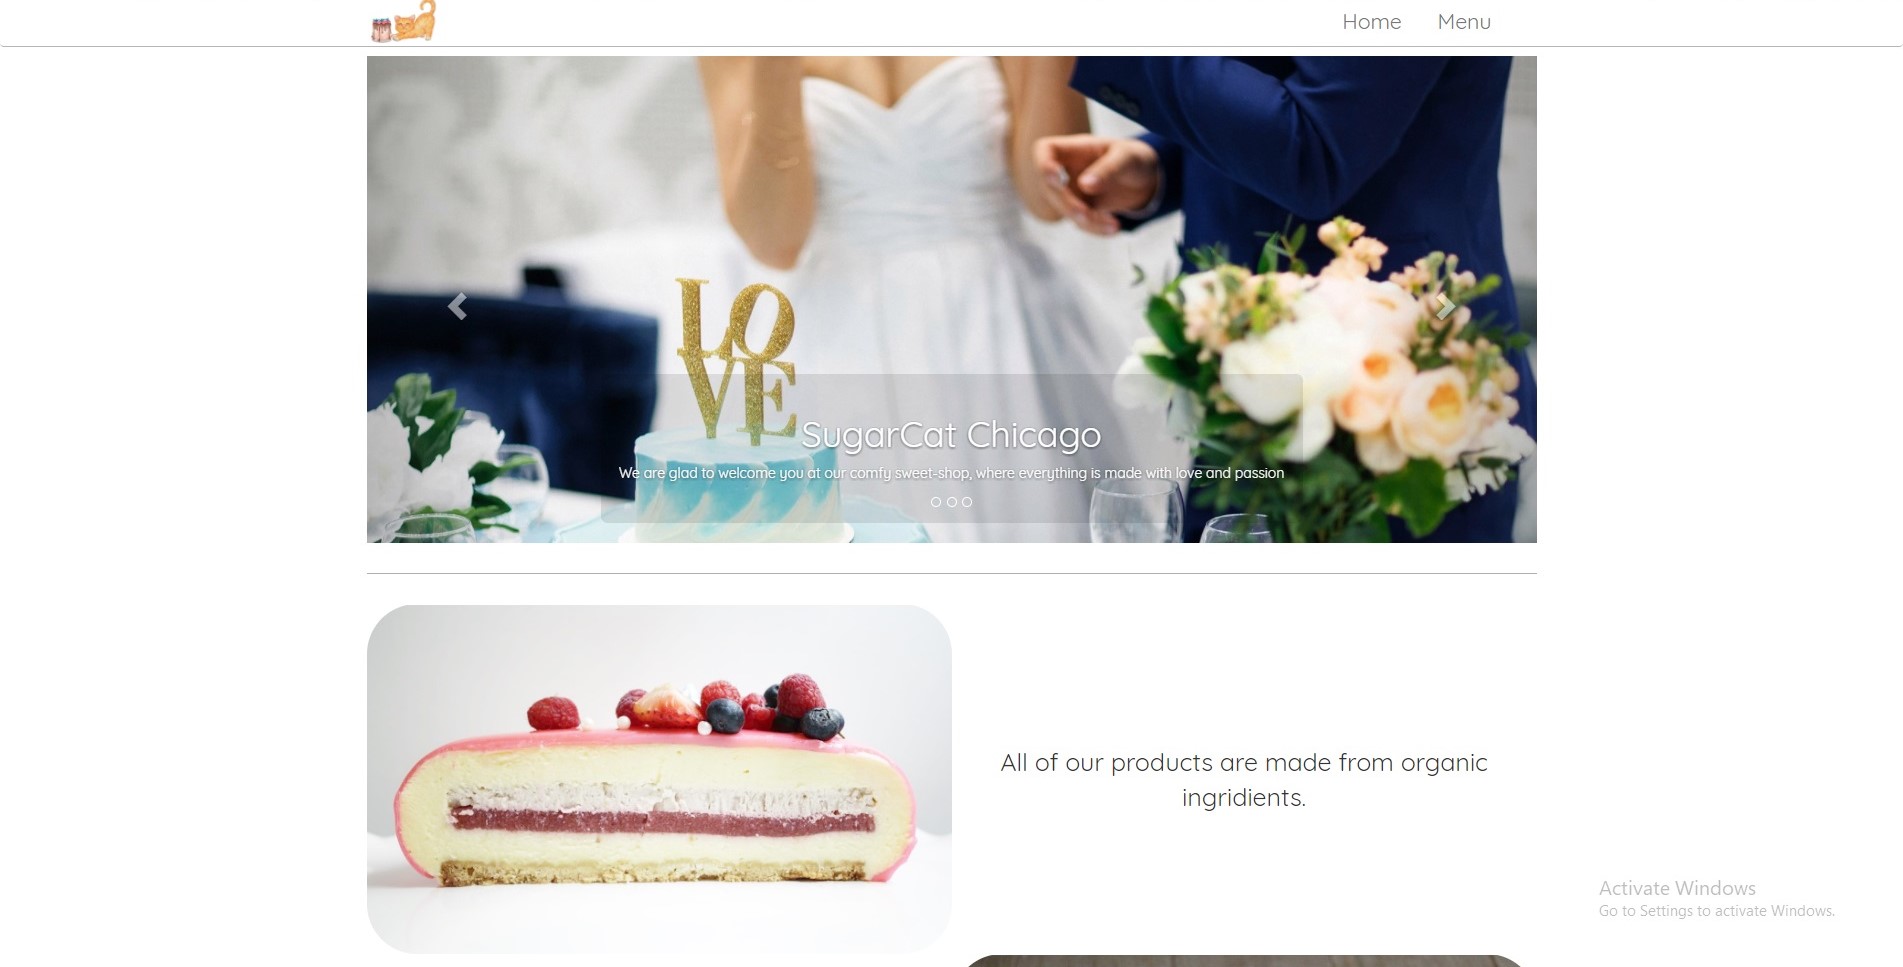 Home Menu
LO
VE
SugarCat Chicago
We are glad to welcome you at our comfy sweet-shop, where everything is made with love and passion
All of our products are made from organic
ingridients.
Activate Windows
Go to Settings to activate Windows.